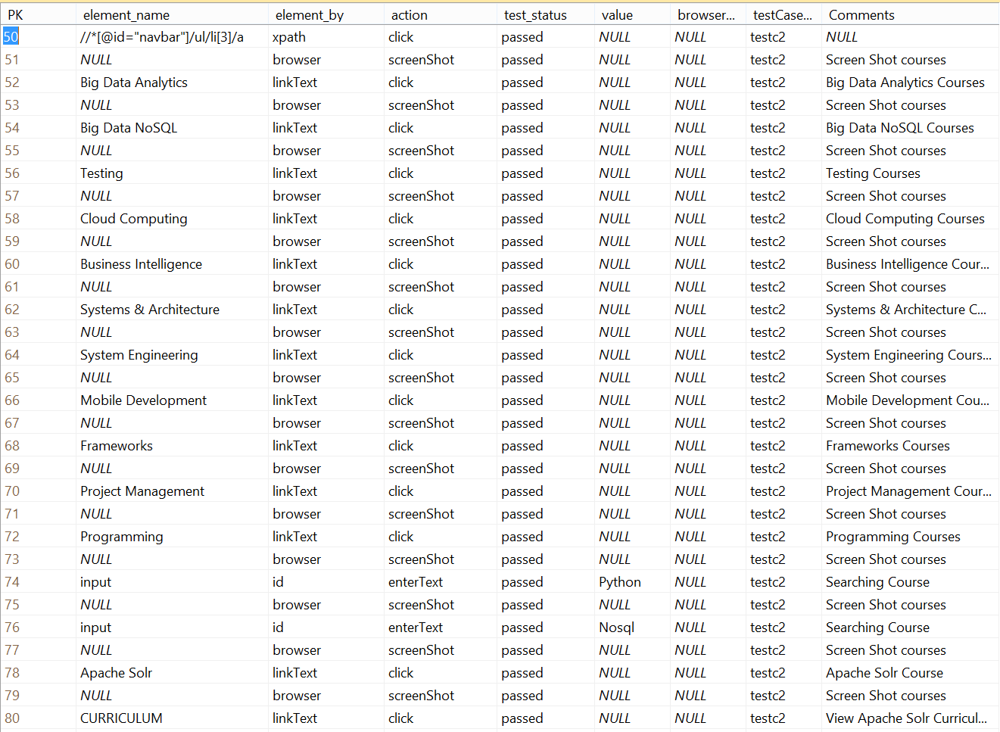 PK element_name element_by action test_status value browser... testCase... Comments
50 //*[@id="navbar"]/ul/li[3]/a xpath click passed NULL NULL testc2 NULL
51 NULL browser screenShot passed NULL NULL testc2 Screen Shot courses
52 Big Data Analytics linkText click passed NULL NULL testc2 Big Data Analytics Courses
53 NULL browser screenShot passed NULL NULL testc2 Screen Shot courses
54 Big Data NoSQL linkText click passed NULL NULL testc2 Big Data NoSQL Courses
55 NULL browser screenShot passed NULL NULL testc2 Screen Shot courses
56 Testing linkText click passed NULL NULL testc2 Testing Courses
57 NULL browser screenShot passed NULL NULL testc2 Screen Shot courses
58 Cloud Computing linkText click passed NULL NULL testc2 Cloud Computing Courses
59 NULL browser screenShot passed NULL NULL testc2 Screen Shot courses
60 Business Intelligence linkText click passed NULL NULL testc2 Business Intelligence Cour...
61 NULL browser screenShot passed NULL NULL testc2 Screen Shot courses
62 Systems & Architecture linkText click passed NULL NULL testc2 Systems & Architecture C...
63 NULL browser screenShot passed NULL NULL testc2 Screen Shot courses
64 System Engineering linkText click passed NULL NULL testc2 System Engineering Cours...
65 NULL browser screenShot passed NULL NULL testc2 Screen Shot courses
66 Mobile Development linkText click passed NULL NULL testc2 Mobile Development Cou...
67 NULL browser screenShot passed NULL NULL testc2 Screen Shot courses
68 Frameworks linkText click passed NULL NULL testc2 Frameworks Courses
69 NULL browser screenShot passed NULL NULL testc2 Screen Shot courses
70 Project Management linkText click passed NULL NULL testc2 Project Management Cour...
71 NULL browser screenShot passed NULL NULL testc2 Screen Shot courses
72 Programming linkText click passed NULL NULL testc2 Programming Courses
73 NULL browser screenShot passed NULL NULL testc2 Screen Shot courses
74 input id enterText passed Python NULL testc2 Searching Course
75 NULL browser screenShot passed NULL NULL testc2 Screen Shot courses
76 input id enterText passed Nosql NULL testc2 Searching Course
77 NULL browser screenShot passed NULL NULL testc2 Screen Shot courses
78 Apache Solr linkText click passed NULL NULL testc2 Apache Solr Course
79 NULL browser screenShot passed NULL NULL testc2 Screen Shot courses
80 CURRICULUM linkText click passed NULL NULL testc2 View Apache Solr Curricul...